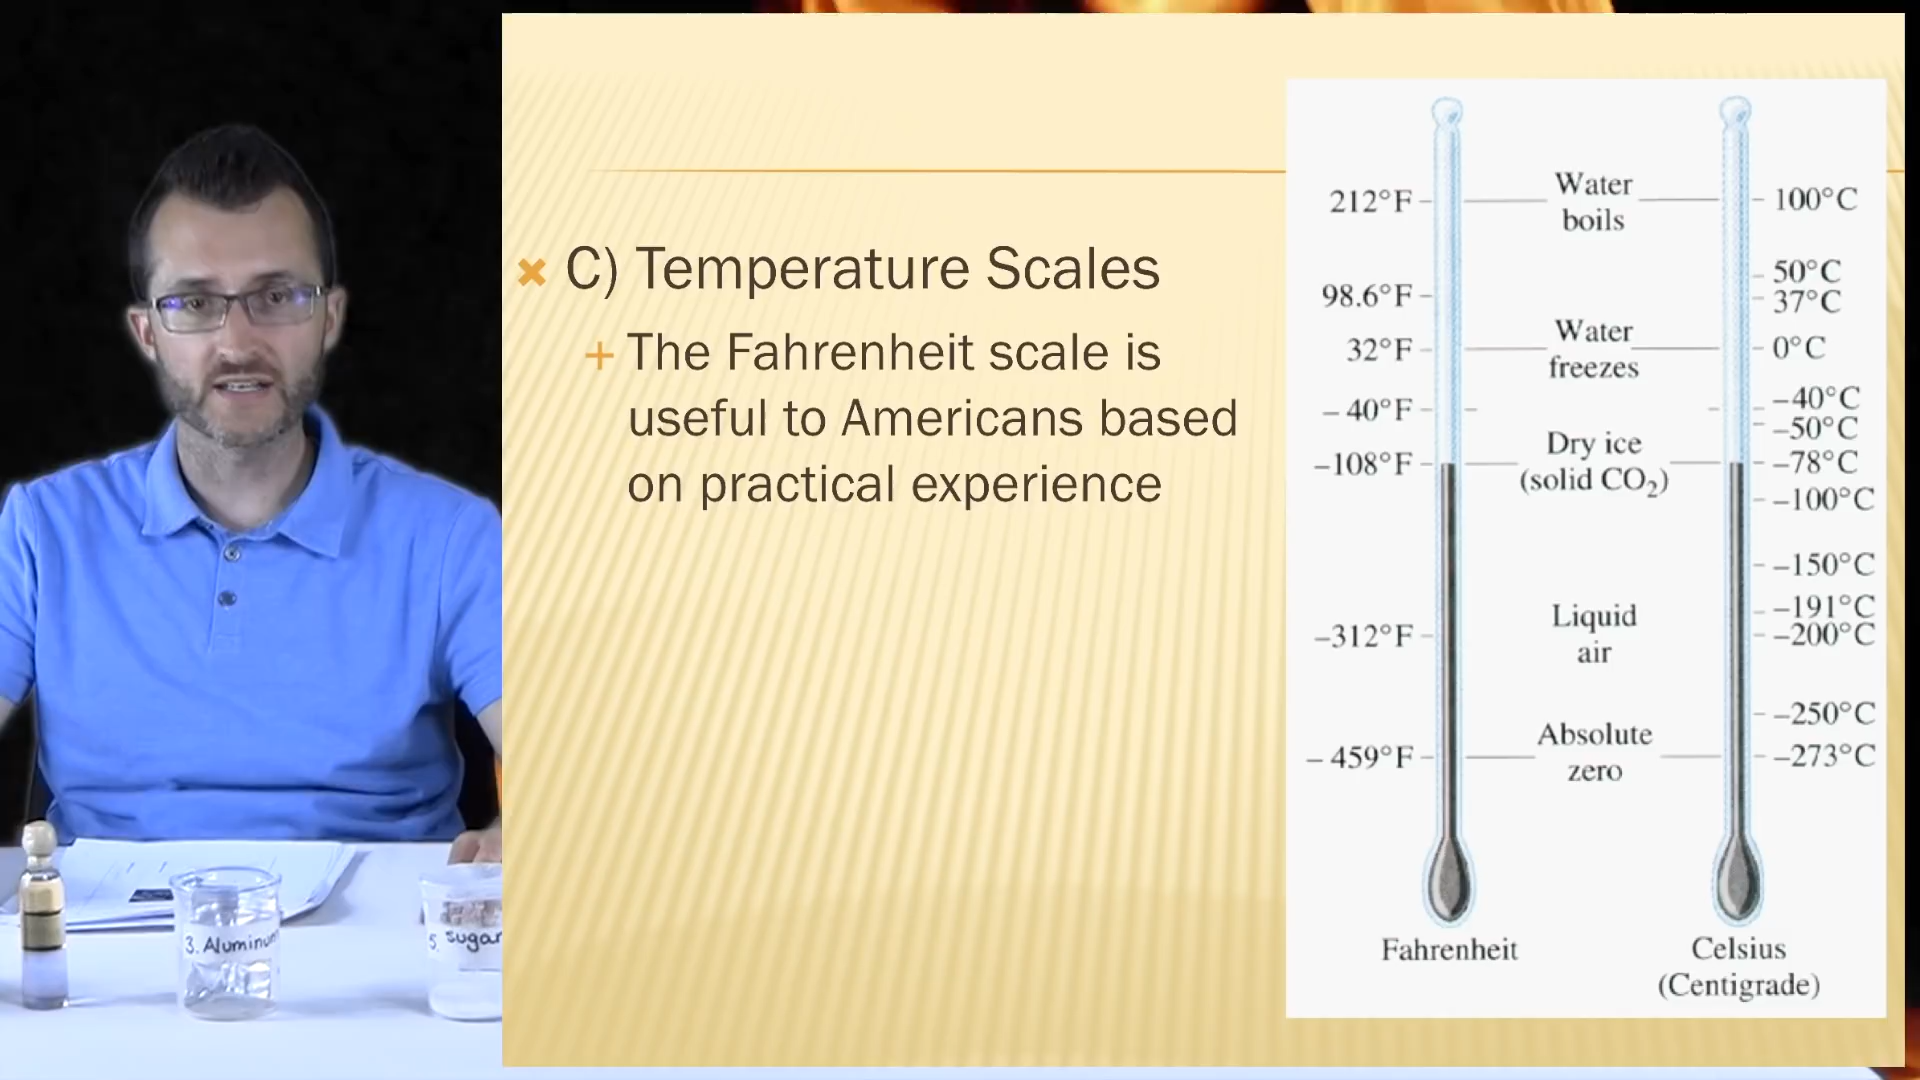 C) Temperature Scales
The Fahrenheit scale is
useful to Americans based
on practical experience
212°F
98.6°F
32°F
– 40°F
–108°F
–312°F
– 459°F
Water
boils
Water
freezes
Dry ice
(solid CO₂)
Liquid
air
Absolute
zero
100°C
50°C
37°C
0°C
–40°C
–50°C
–78°C
–100°C
–150°C
–191°C
–200°C
–250°C
–273°C
Fahrenheit
Celsius
(Centigrade)
3. Aluminum
5. sugar